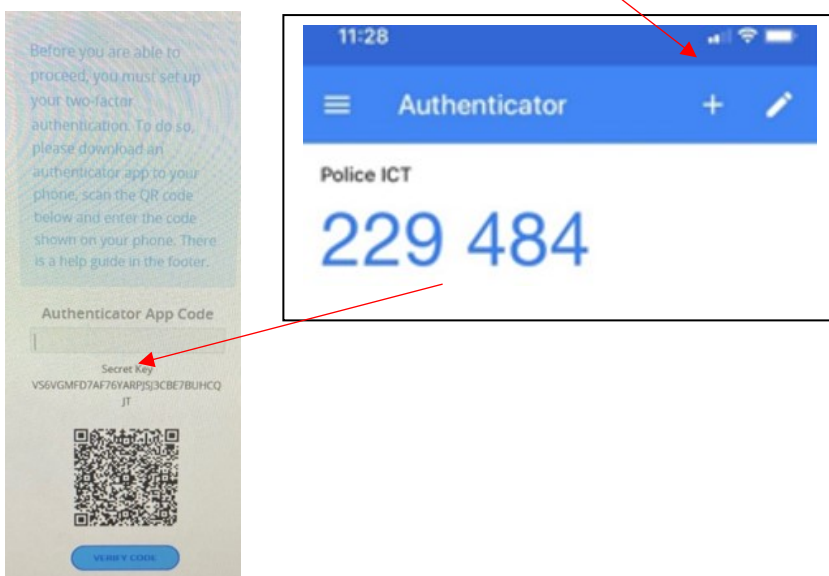 Before you are able to
proceed, you must set up
your two-factor
authentication. To do so,
please download an
authenticator app to your
phone, scan the QR code
below and enter the code
shown on your phone. There
is a help guide in the footer.
Authenticator App Code
Secret Key
VS6VGMFD7AF76YARPJSJ3CBE7BUHCQ
JT
VERIFY CODE
11:28
Authenticator
Police ICT
229 484